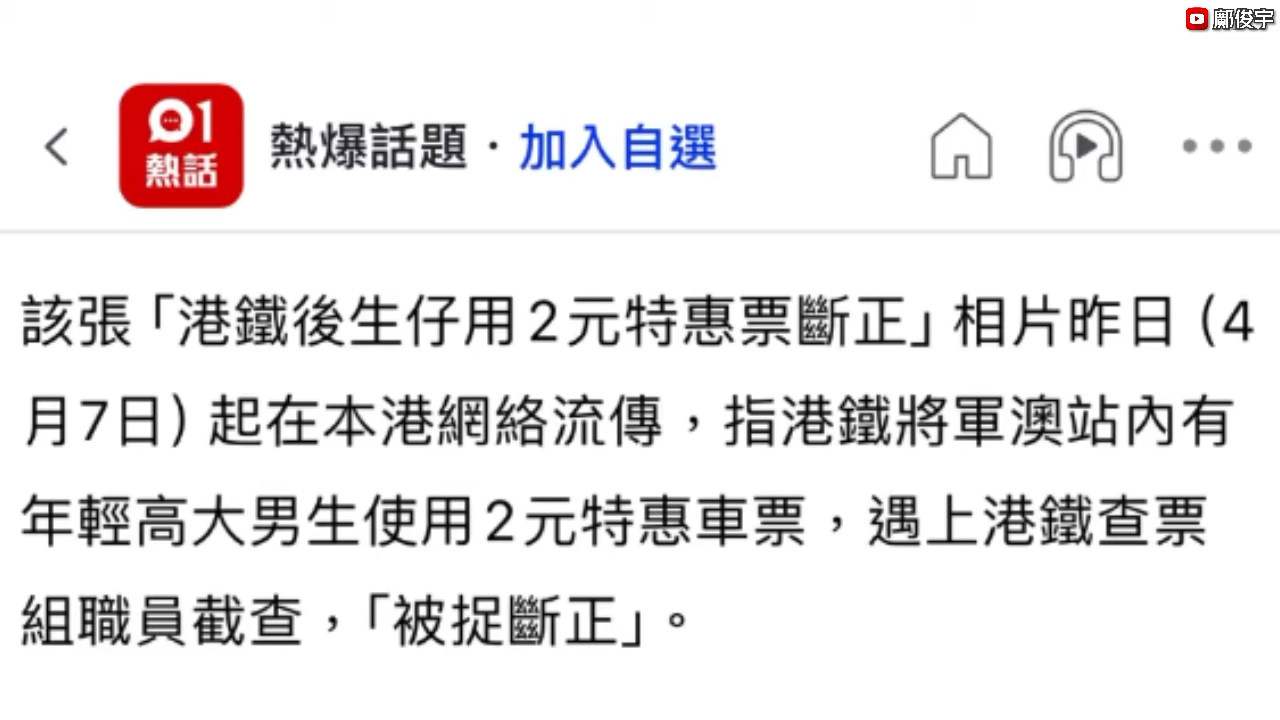 鄺俊宇
01
熱話
熱爆話題・加入自選
該張「港鐵後生仔用2元特惠票斷正」相片昨日（4
月7日）起在本港網絡流傳，指港鐵將軍澳站內有
年輕高大男生使用2元特惠車票，遇上港鐵查票
組職員截查，「被捉斷正」。